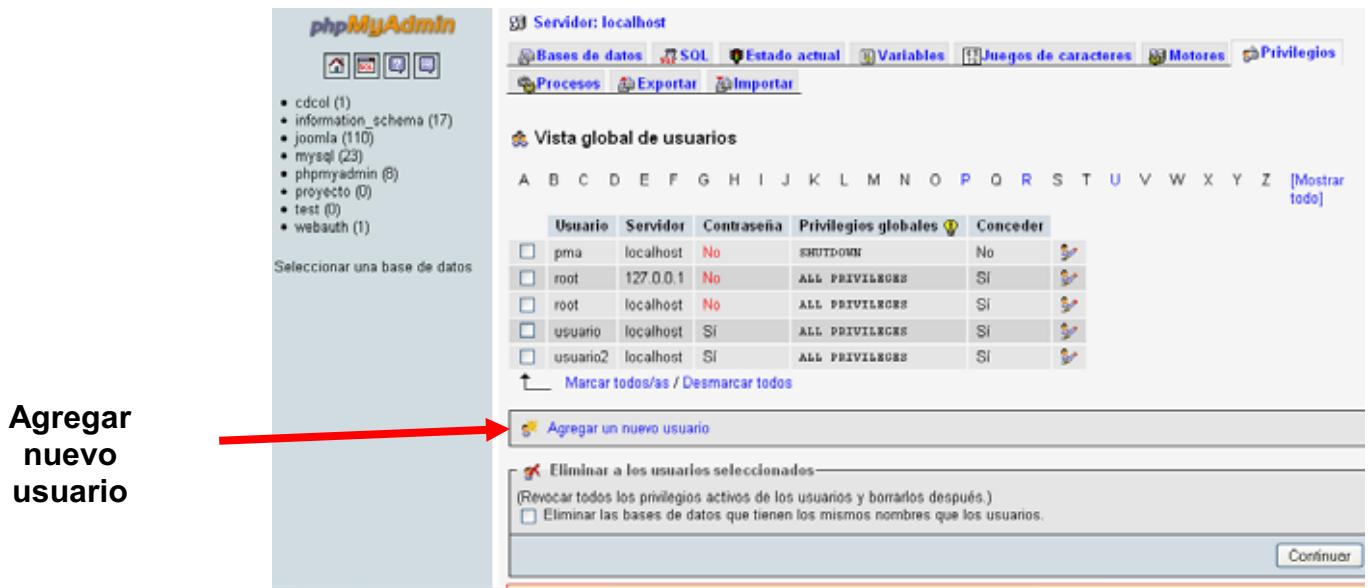 phpMyAdmin
cdcol (1)
information_schema (17)
joomla (110)
mysql (23)
phpmyadmin (8)
proyecto (0)
test (0)
webauth (1)
Seleccionar una base de datos
Servidor: localhost
Bases de datos SQL Estado actual Variables Juegos de caracteres Motores Privilegios
Procesos Exportar Importar
Vista global de usuarios
A B C D E F G H I J K L M N O P Q R S T U V W X Y Z [Mostrar
todo]
Usuario Servidor Contraseña Privilegios globales Conceder
pma localhost No SHUTDOWN No
root 127.0.0.1 No ALL PRIVILEGES Sí
root localhost No ALL PRIVILEGES Sí
usuario localhost Sí ALL PRIVILEGES Sí
usuario2 localhost Sí ALL PRIVILEGES Sí
Marcar todos/as / Desmarcar todos
Agregar un nuevo usuario
Eliminar a los usuarios seleccionados
(Revocar todos los privilegios activos de los usuarios y borrarlos después.)
Eliminar las bases de datos que tienen los mismos nombres que los usuarios.
Continuar
Agregar
nuevo
usuario